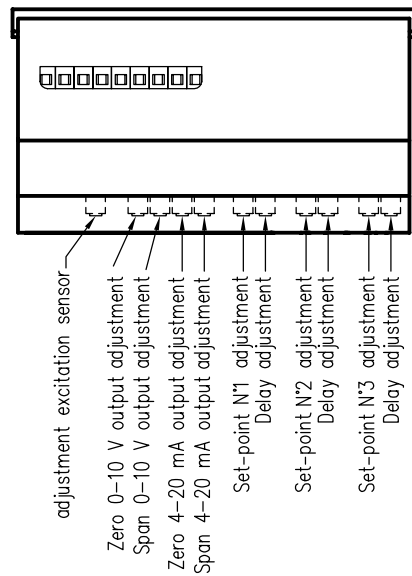 adjustment excitation sensor
Zero 0-10 V output adjustment
Span 0-10 V output adjustment
Zero 4-20 mA output adjustment
Span 4-20 mA output adjustment
Set-point N°1 adjustment
Delay adjustment
Set-point N°2 adjustment
Delay adjustment
Set-point N°3 adjustment
Delay adjustment